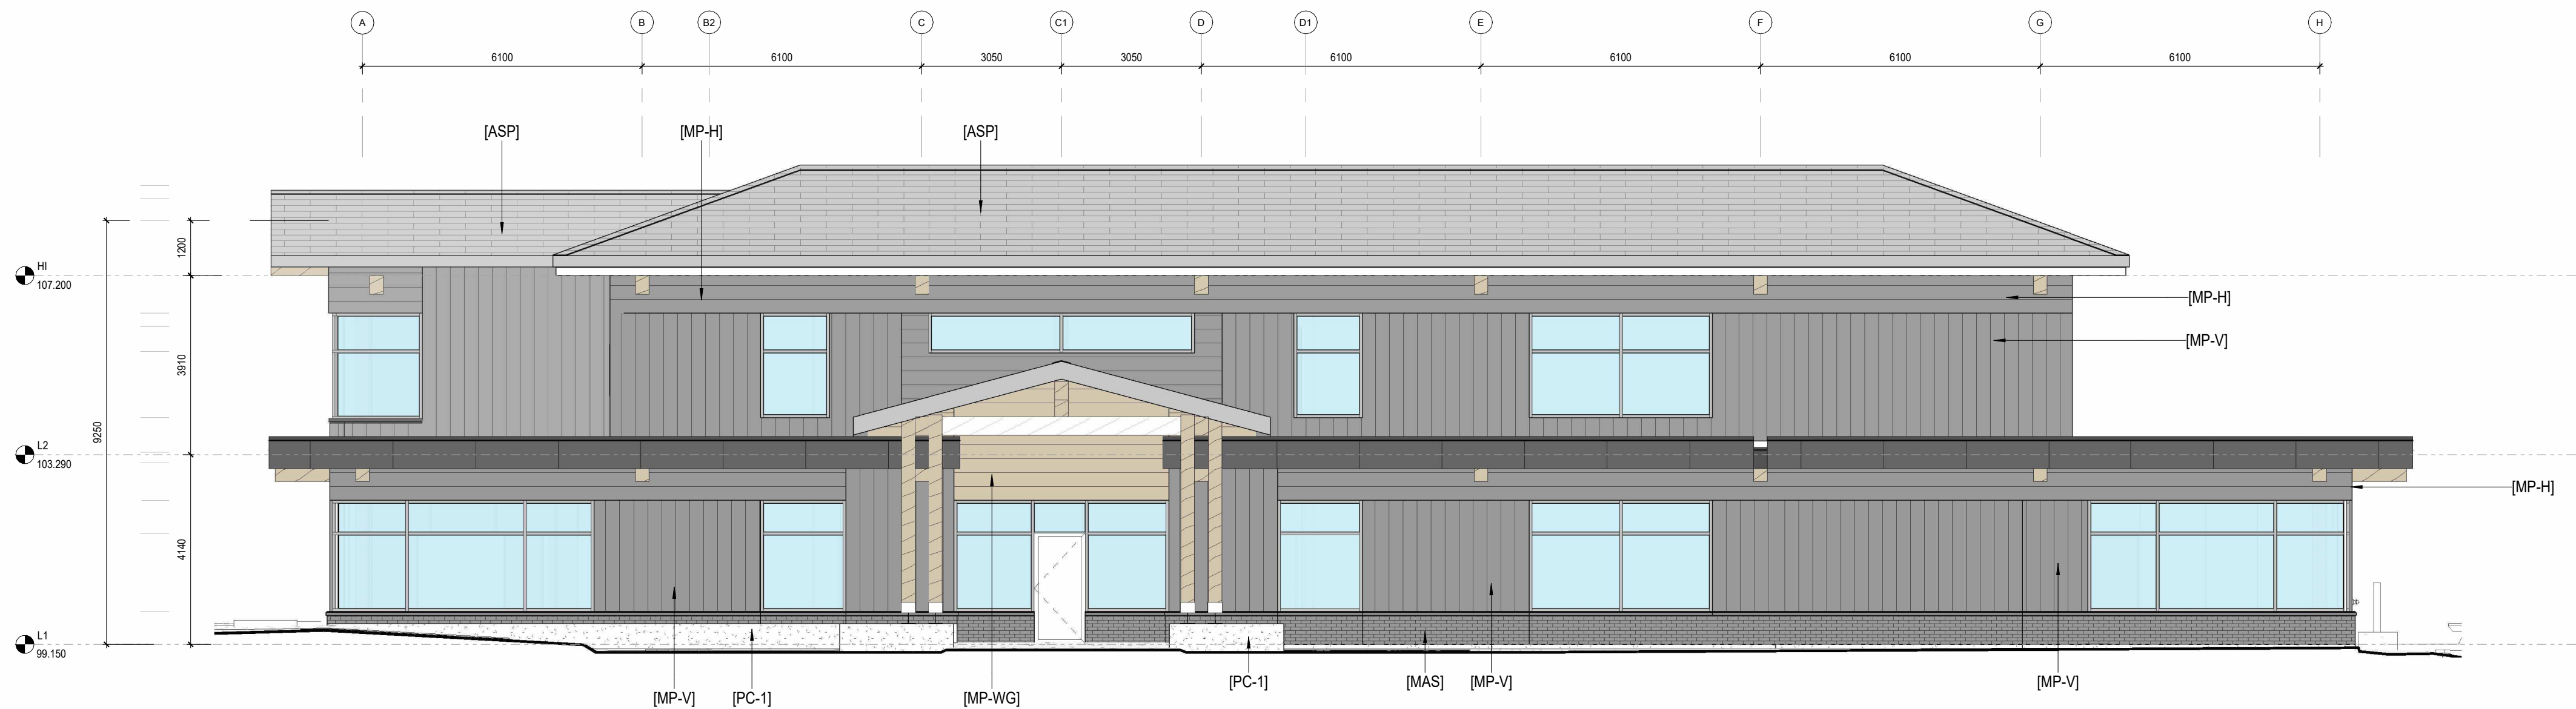 A B B2 C C1 D D1 E F G H
6100 6100 3050 3050 6100 6100 6100 6100
[ASP] [MP-H] [ASP]
1200
HI
107.200
[MP-H]
[MP-V]
3910
9250
L2
103.290
[MP-H]
4140
L1
99.150
[MP-V] [PC-1] [MP-WG] [PC-1] [MAS] [MP-V] [MP-V]